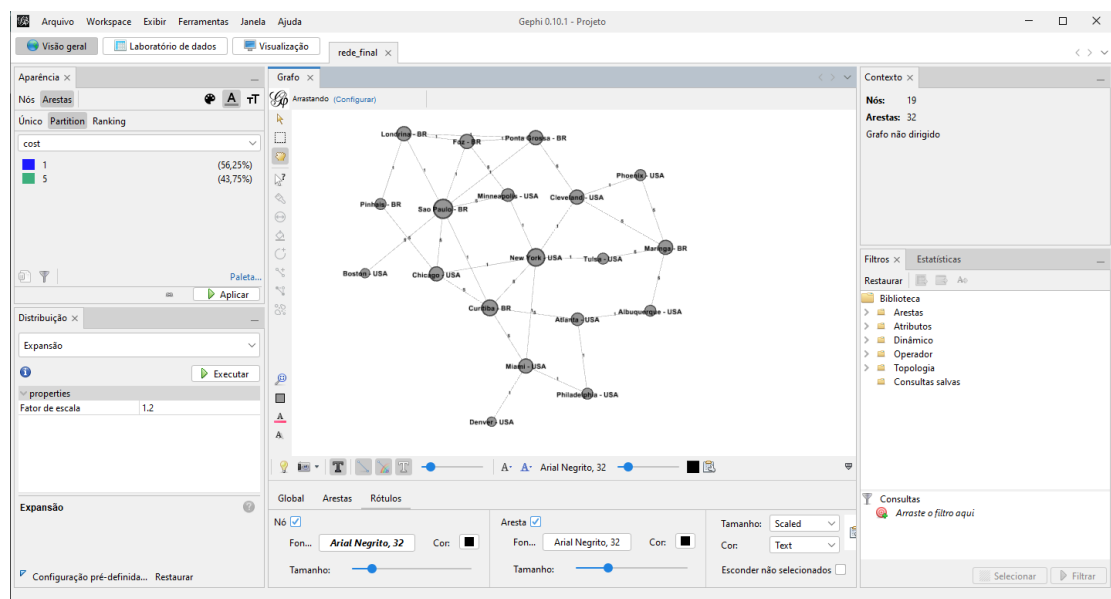 Arquivo Workspace Exibir Ferramentas Janela Ajuda Gephi 0.10.1 - Projeto
Visão geral Laboratório de dados Visualização rede_final
Aparência
Nós Arestas
Único Partition Ranking
cost
1 (56,25%)
5 (43,75%)
Paleta...
Aplicar
Distribuição
Expansão
Executar
properties
Fator de escala 1.2
Expansão
Configuração pré-definida... Restaurar
Grafo
Arrastando (Configurar)
Londrina - BR
Foz - BR
Ponta Grossa - BR
Phoenix - USA
Minneapolis - USA
Cleveland - USA
Pinhais - BR
Sao Paulo - BR
Maringa - BR
New York - USA
Tulsa - USA
Boston - USA
Chicago - USA
Curitiba - BR
Atlanta - USA
Albuquerque - USA
Miami - USA
Philadelphia - USA
Denver - USA
A- A- Arial Negrito, 32
Global Arestas Rótulos
Nó Aresta
Fon... Arial Negrito, 32 Cor: Fon... Arial Negrito, 32 Cor:
Tamanho: Tamanho:
Tamanho: Scaled
Cor: Text
Esconder não selecionados
Contexto
Nós: 19
Arestas: 32
Grafo não dirigido
Filtros Estatísticas
Restaurar
Biblioteca
Arestas
Atributos
Dinâmico
Operador
Topologia
Consultas salvas
Consultas
Arraste o filtro aqui
Selecionar Filtrar